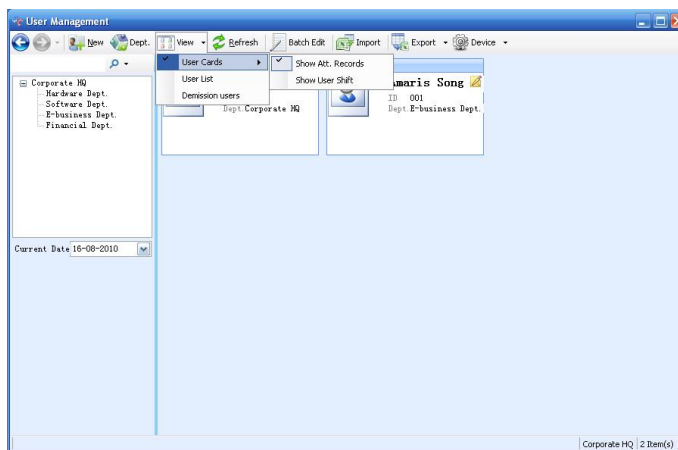 User Management
New Dept. View Refresh Batch Edit Import Export Device
User Cards
User List
Demission users
Show Att. Records
Show User Shift
Corporate HQ
Hardware Dept.
Software Dept.
E-business Dept.
Financial Dept.
Current Date 16-08-2010
Dept. Corporate HQ
Amaris Song
ID 001
Dept. E-business Dept.
Corporate HQ 2 Item(s)